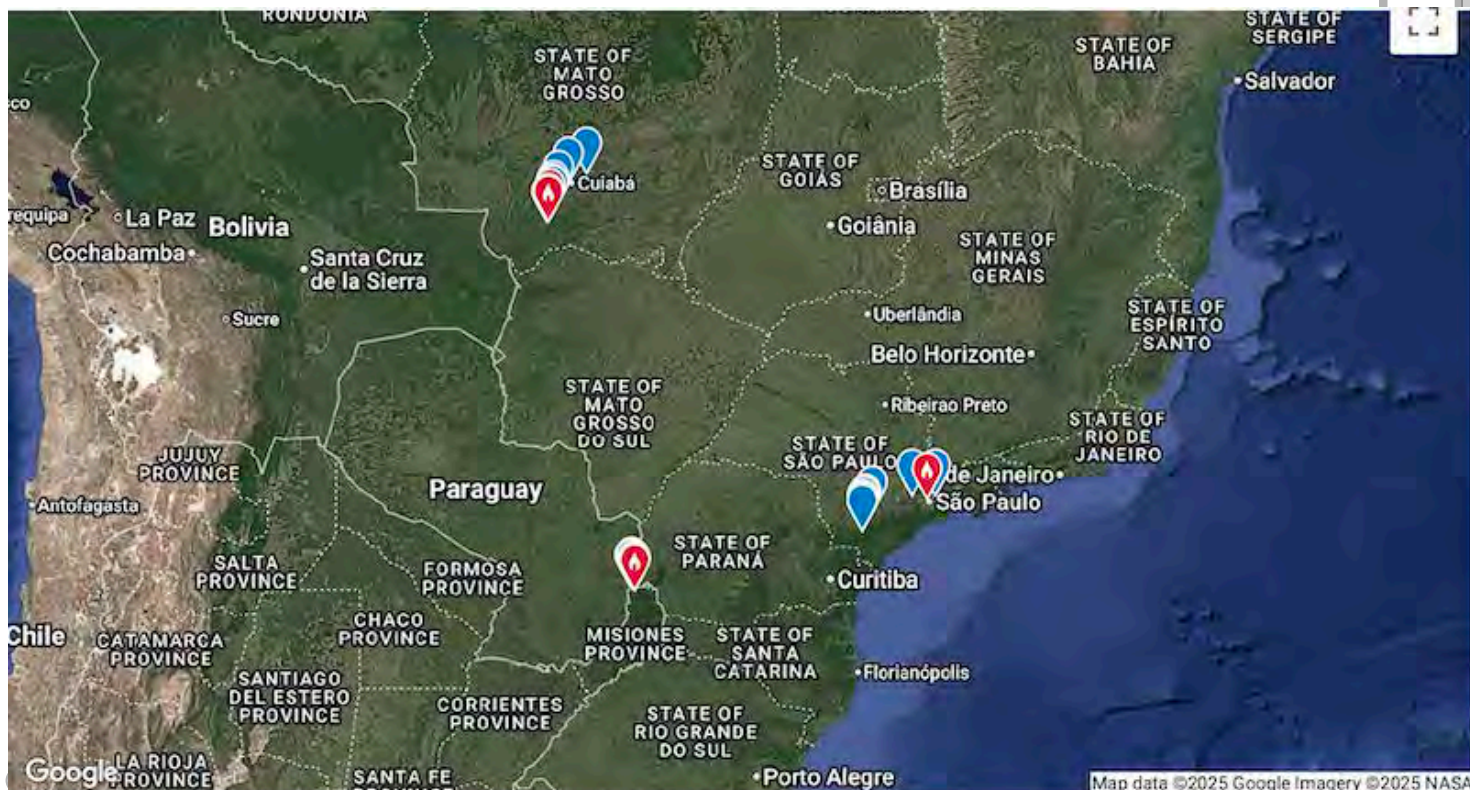 RONDÔNIA
STATE OF
SERGIPE
STATE OF
MATO
GROSSO
STATE OF
BAHIA
Salvador
sco
STATE OF
GOIÁS
Cuiabá
Brasília
requipa
La Paz
Bolivia
Goiânia
Cochabamba
Santa Cruz
de la Sierra
STATE OF
MINAS
GERAIS
Sucre
Uberlândia
STATE OF
ESPÍRITO
SANTO
Belo Horizonte
STATE OF
MATO
GROSSO
DO SUL
Ribeirao Preto
STATE OF
RIO DE
JANEIRO
STATE OF
SÃO PAULO
JUJUY
PROVINCE
de Janeiro
Paraguay
São Paulo
Antofagasta
STATE OF
PARANÁ
SALTA
PROVINCE
FORMOSA
PROVINCE
Curitiba
CHACO
PROVINCE
Chile
CATAMARCA
PROVINCE
MISIONES
PROVINCE
STATE OF
SANTA
CATARINA
Florianópolis
SANTIAGO
DEL ESTERO
PROVINCE
CORRIENTES
PROVINCE
STATE OF
RIO GRANDE
DO SUL
Google
LA RIOJA
PROVINCE
SANTA FE
PROVINCE
Porto Alegre
Map data ©2025 Google Imagery ©2025 NASA